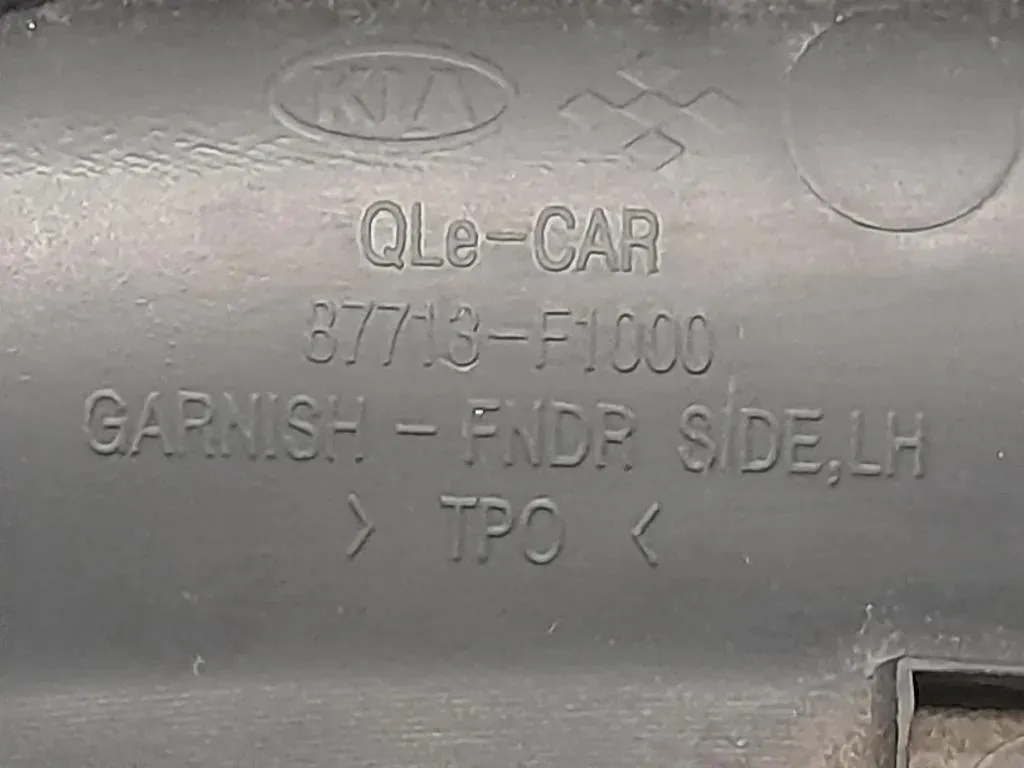 KIA
QLe-CAR
87713-F1000
GARNISH - FNDR SIDE,LH
> TPO <